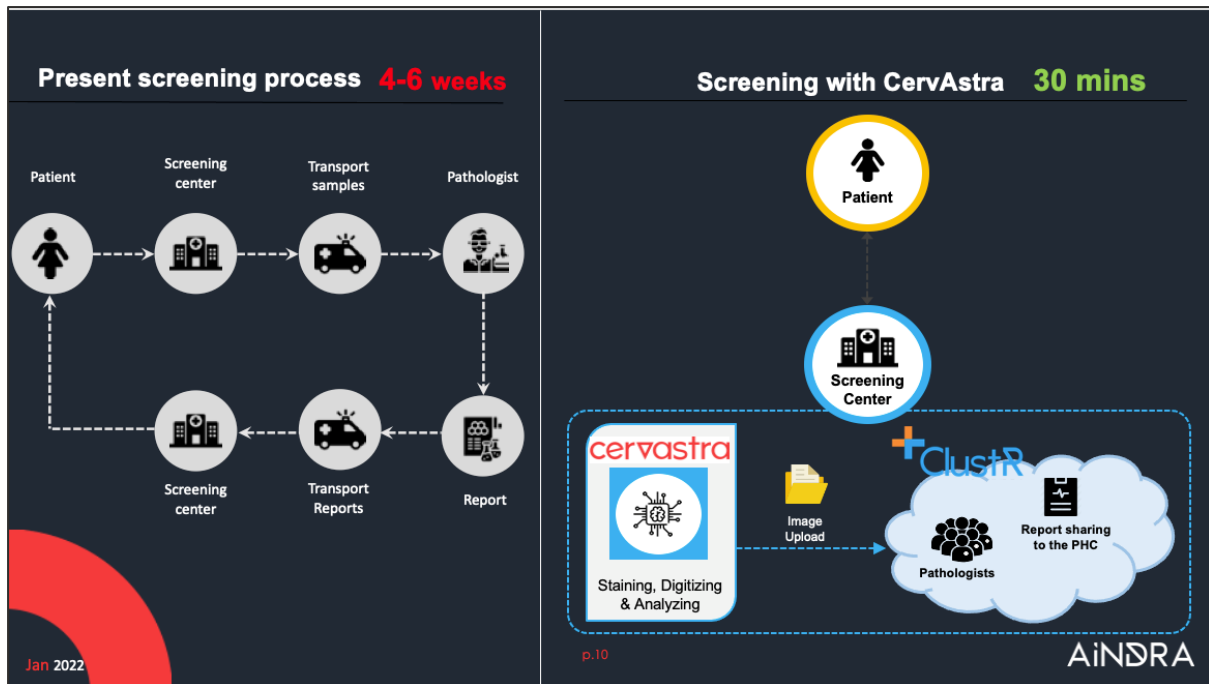 Present screening process 4-6 weeks
Patient
Screening
center
Transport
samples
Pathologist
Screening
center
Transport
Reports
Report
Jan 2022
Screening with CervAstra 30 mins
Patient
Screening
Center
cervastra
Staining, Digitizing
& Analyzing
Image
Upload
ClustR
Pathologists
Report sharing
to the PHC
p.10
AiNDRA